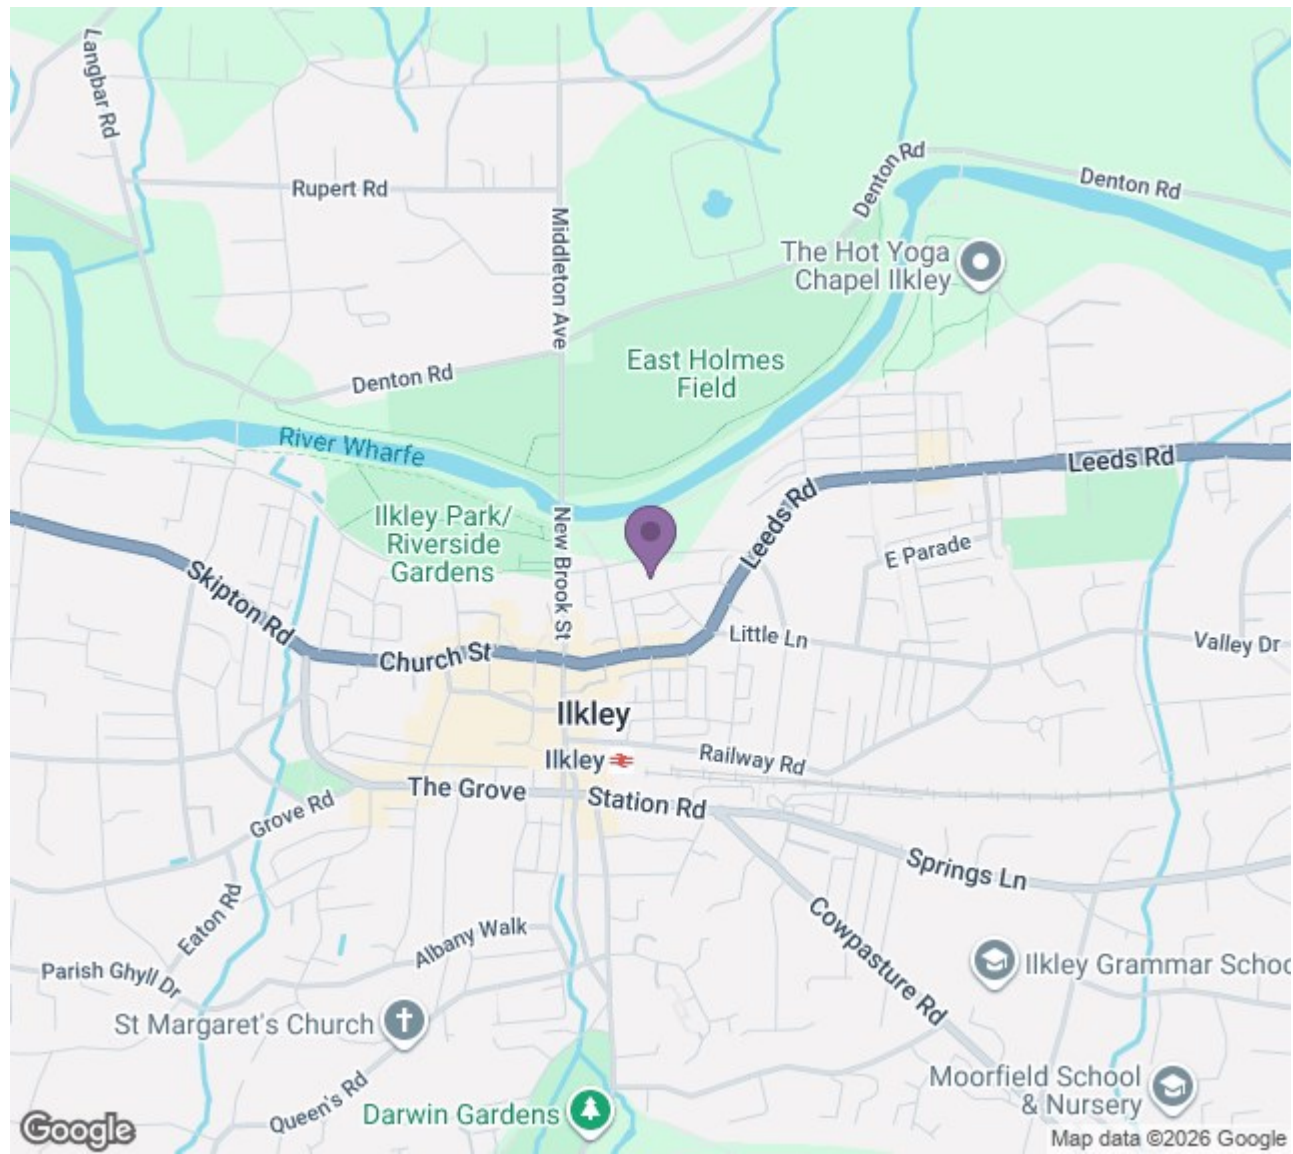 Langbar Rd
Rupert Rd
Middleton Ave
Denton Rd
Denton Rd
The Hot Yoga
Chapel Ilkley
East Holmes
Field
Denton Rd
River Wharfe
Leeds Rd
Leeds Rd
Ilkley Park/
Riverside
Gardens
New Brook St
E Parade
Skipton Rd
Church St
Little Ln
Valley Dr
Ilkley
Ilkley
Railway Rd
The Grove
Station Rd
Grove Rd
Springs Ln
Eaton Rd
Albany Walk
Cowpasture Rd
Parish Ghyll Dr
Ilkley Grammar Schoo
St Margaret's Church
Moorfield School
& Nursery
Queen's Rd
Darwin Gardens
Google
Map data ©2026 Google